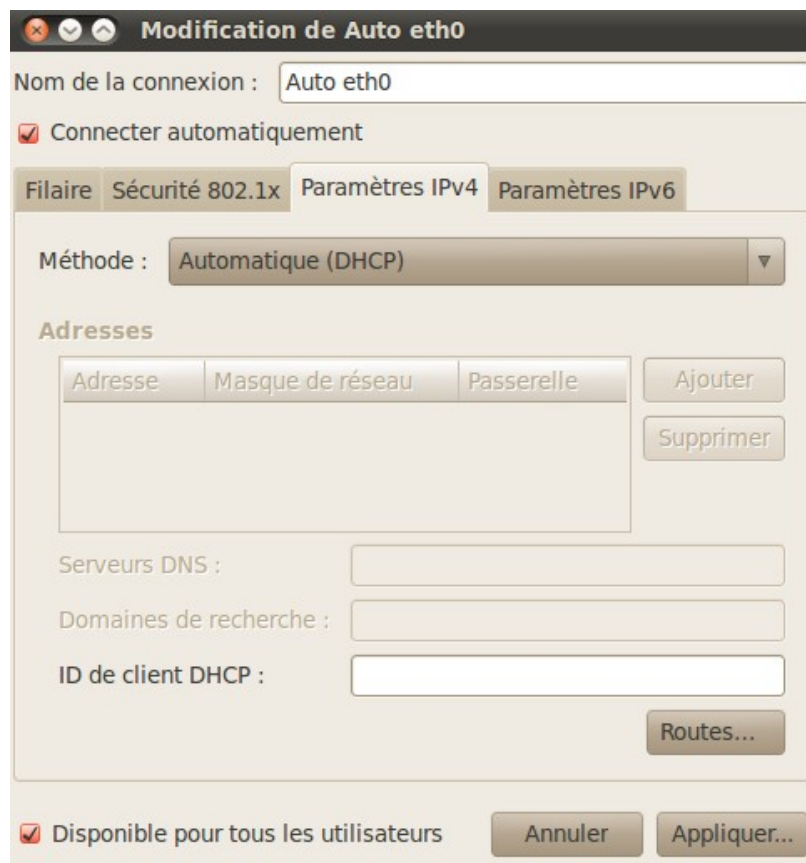 Modification de Auto eth0
Nom de la connexion : Auto eth0
Connecter automatiquement
Filaire Sécurité 802.1x Paramètres IPv4 Paramètres IPv6
Méthode : Automatique (DHCP)
Adresses
Adresse Masque de réseau Passerelle Ajouter
Supprimer
Serveurs DNS :
Domaines de recherche :
ID de client DHCP :
Routes...
Disponible pour tous les utilisateurs Annuler Appliquer...